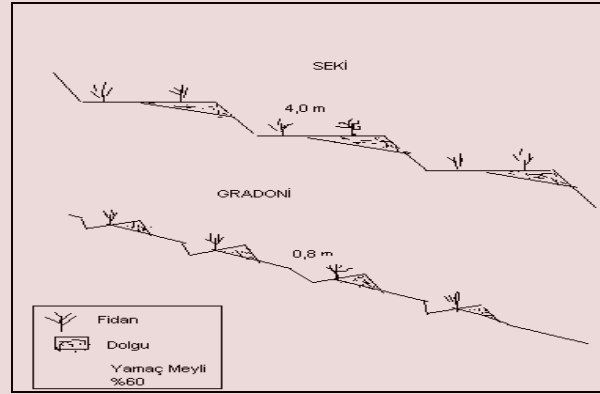 SEKİ
4,0 m
GRADONİ
0,8 m
Fidan
Dolgu
Yamaç Meyli
%60